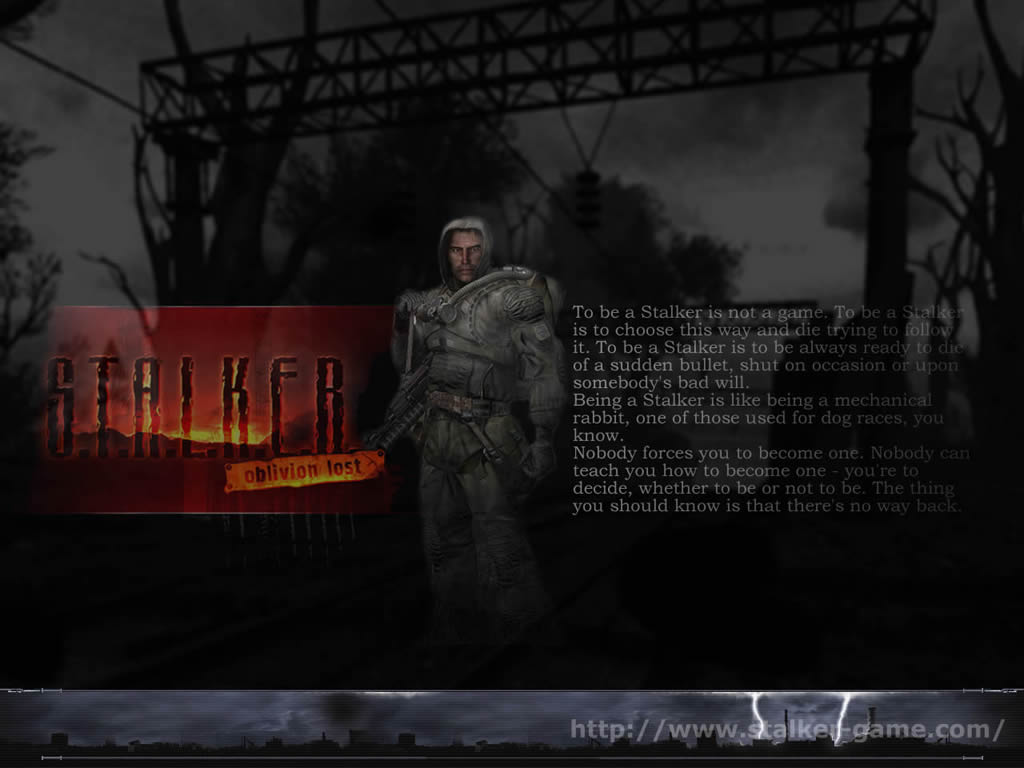 S.T.A.L.K.E.R
oblivion lost
To be a Stalker is not a game. To be a Stalker
is to choose this way and die trying to follow
it. To be a Stalker is to be always ready to die
of a sudden bullet, shut on occasion or upon
somebody's bad will.
Being a Stalker is like being a mechanical
rabbit, one of those used for dog races, you
know.
Nobody forces you to become one. Nobody can
teach you how to become one - you're to
decide, whether to be or not to be. The thing
you should know is that there's no way back.
http://www.stalker-game.com/